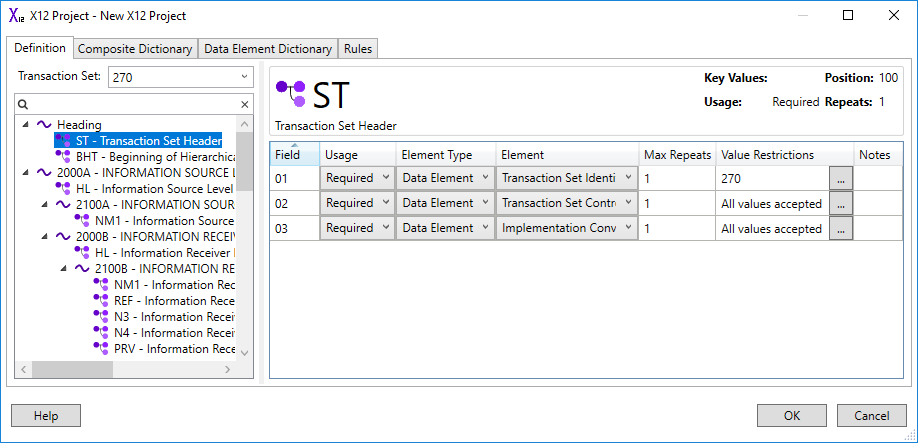 X12 X12 Project - New X12 Project
Definition Composite Dictionary Data Element Dictionary Rules
Transaction Set: 270
Heading
ST - Transaction Set Header
BHT - Beginning of Hierarchica
2000A - INFORMATION SOURCE L
HL - Information Source Level
2100A - INFORMATION SOUR
NM1 - Information Source
2000B - INFORMATION RECEIV
HL - Information Receiver
2100B - INFORMATION RE
NM1 - Information Rec
REF - Information Rece
N3 - Information Receiv
N4 - Information Receiv
PRV - Information Rece
ST
Transaction Set Header
Key Values: Position: 100
Usage: Required Repeats: 1
Field Usage Element Type Element Max Repeats Value Restrictions Notes
01 Required Data Element Transaction Set Identi 1 270 ...
02 Required Data Element Transaction Set Contr 1 All values accepted ...
03 Required Data Element Implementation Conv 1 All values accepted ...
Help OK Cancel